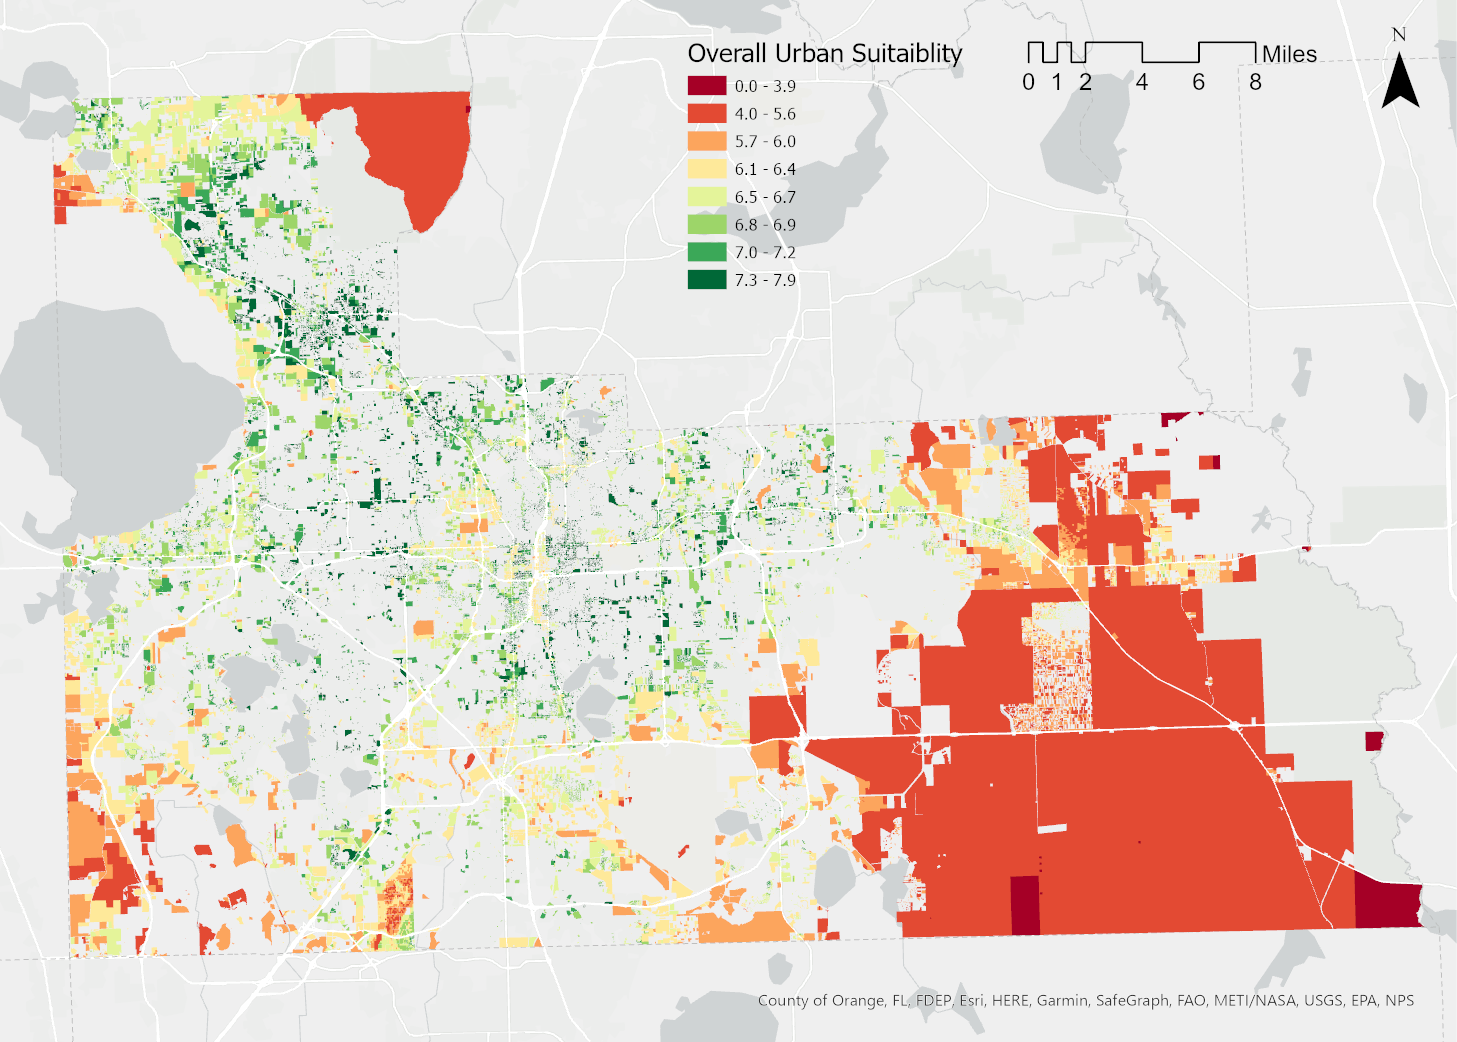 Overall Urban Suitaiblity
0.0 - 3.9
4.0 - 5.6
5.7 - 6.0
6.1 - 6.4
6.5 - 6.7
6.8 - 6.9
7.0 - 7.2
7.3 - 7.9
Miles
0 1 2 4 6 8
N
County of Orange, FL, FDEP, Esri, HERE, Garmin, SafeGraph, FAO, METI/NASA, USGS, EPA, NPS